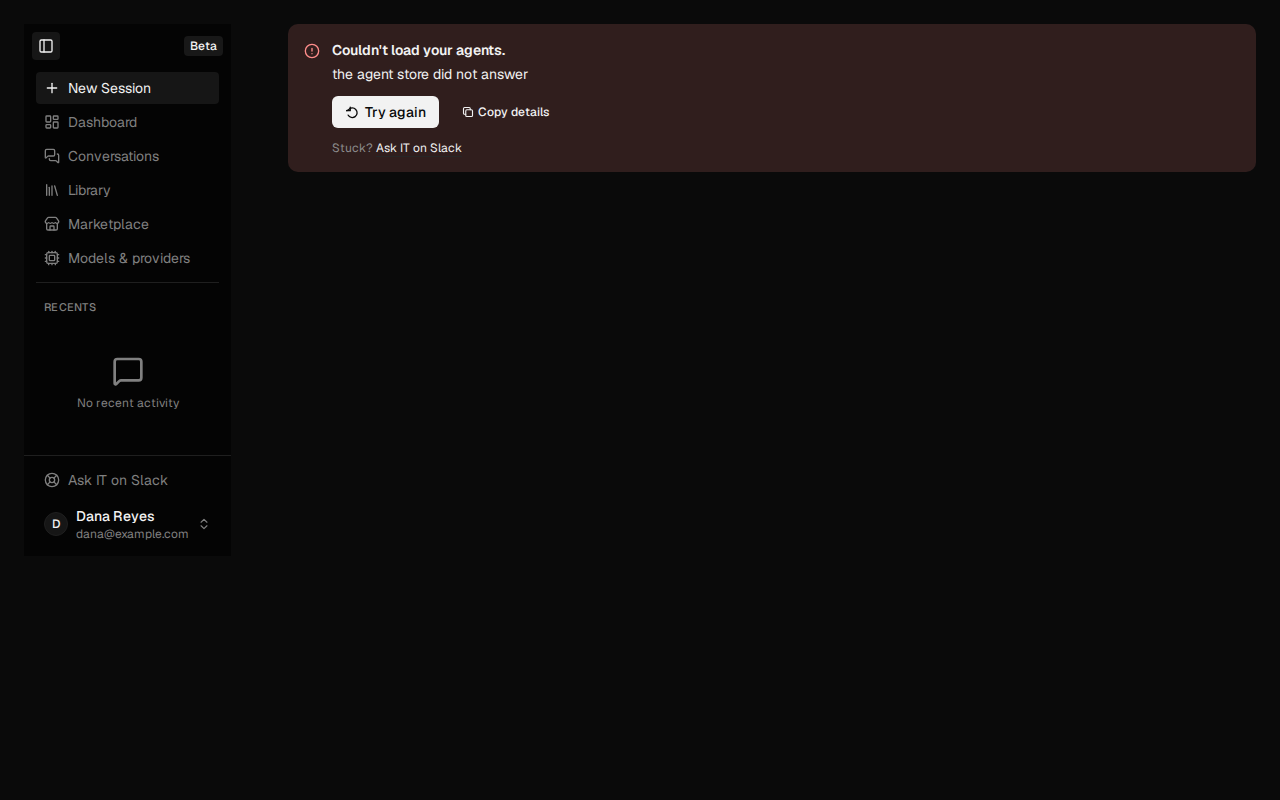 Beta
New Session
Dashboard
Conversations
Library
Marketplace
Models & providers
RECENTS
No recent activity
Ask IT on Slack
D
Dana Reyes
dana@example.com
Couldn't load your agents.
the agent store did not answer
Try again
Copy details
Stuck? Ask IT on Slack